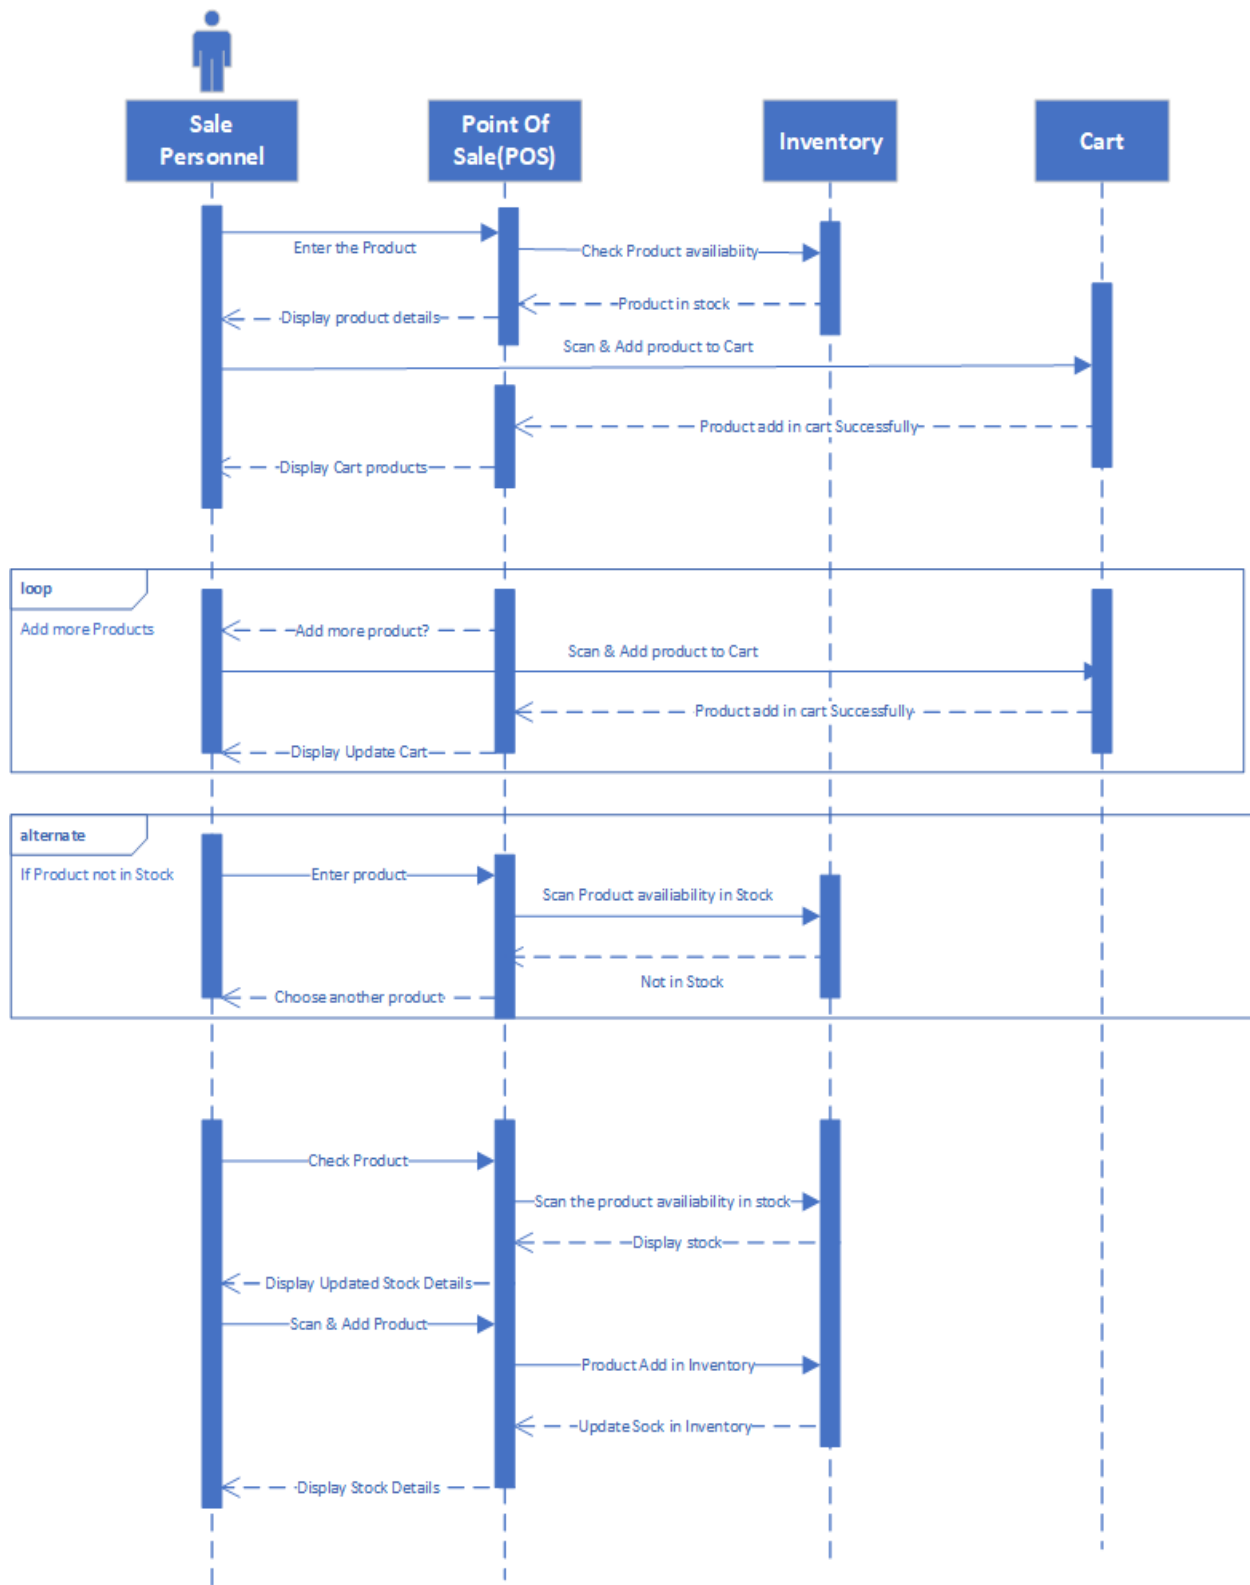 Sale
Personnel
Point Of
Sale(POS)
Inventory
Cart
Enter the Product
Check Product availiabiity
Product in stock
Display product details
Scan & Add product to Cart
Product add in cart Successfully
Display Cart products
loop
Add more Products
Add more product?
Scan & Add product to Cart
Product add in cart Successfully
Display Update Cart
alternate
If Product not in Stock
Enter product
Scan Product availiability in Stock
Not in Stock
Choose another product
Check Product
Scan the product availiability in stock
Display stock
Display Updated Stock Details
Scan & Add Product
Product Add in Inventory
Update Sock in Inventory
Display Stock Details